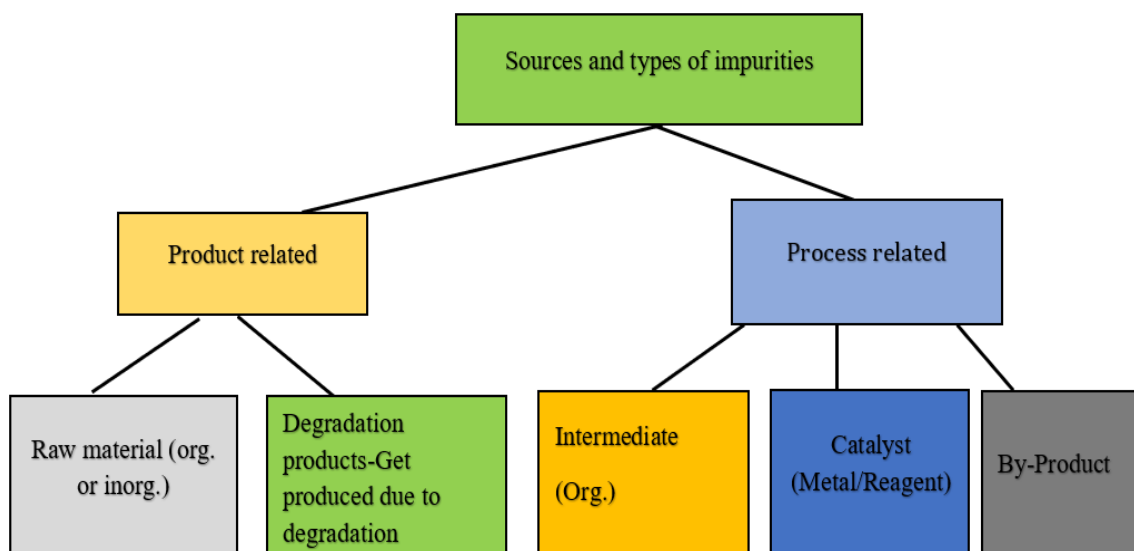 Sources and types of impurities
Product related
Process related
Raw material (org.
or inorg.)
Degradation
products-Get
produced due to
degradation
Intermediate
(Org.)
Catalyst
(Metal/Reagent)
By-Product